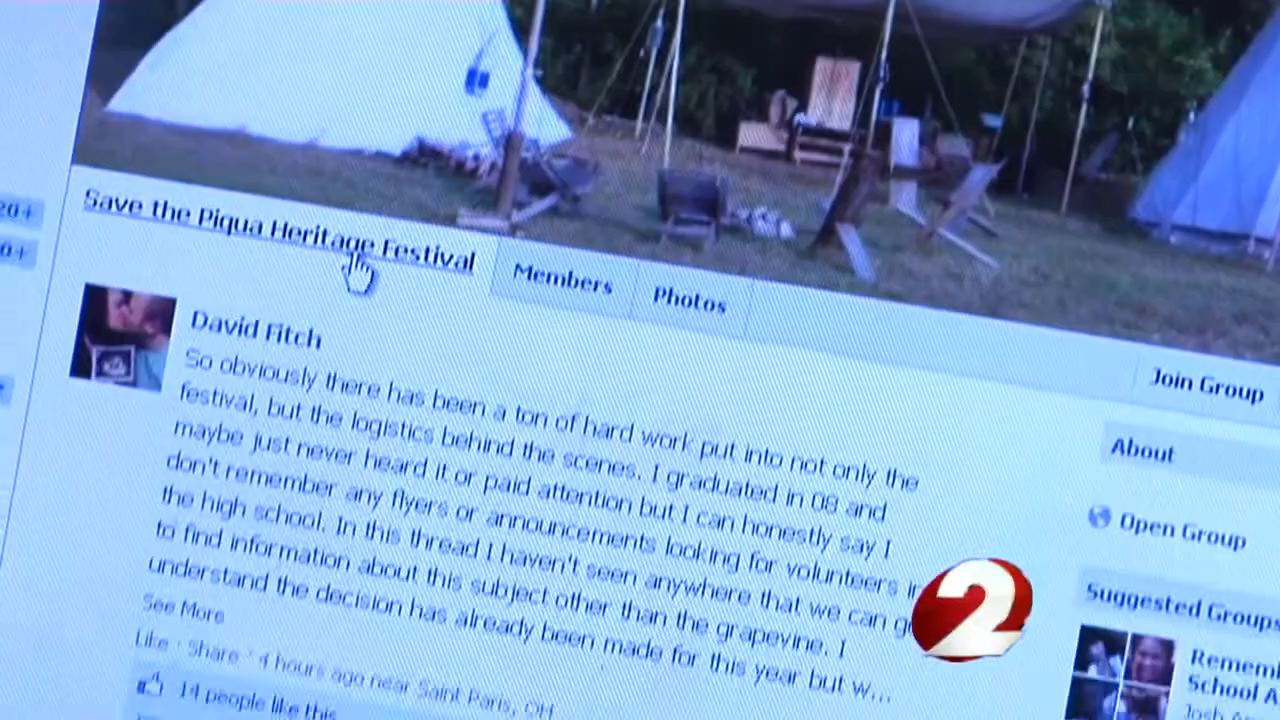 20+
0+
Save the Piqua Heritage Festival
Members
Photos
Join Group
David Fitch
So obviously there has been a ton of hard work put into not only the
festival, but the logistics behind the scenes. I graduated in 08 and
maybe just never heard it or paid attention but I can honestly say I
don't remember any flyers or announcements looking for volunteers in
the high school. In this thread I haven't seen anywhere that we can go
to find information about this subject other than the grapevine. I
understand the decision has already been made for this year but w...
See More
Like · Share · 4 hours ago near Saint Paris, OH
14 people like this.
About
Open Group
Suggested Groups
Rememb
School A
Josh
2